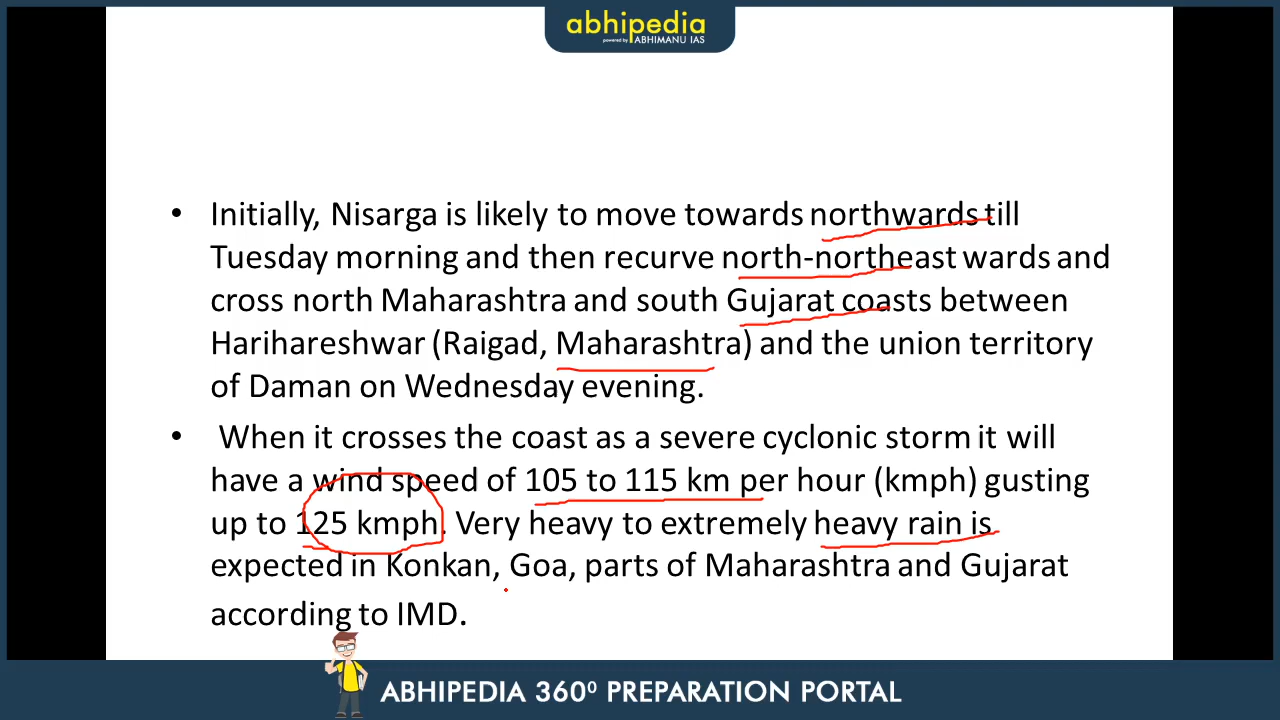 abhipedia
powered by ABHIMANU IAS
• Initially, Nisarga is likely to move towards northwards till
Tuesday morning and then recurve north-northeast wards and
cross north Maharashtra and south Gujarat coasts between
Harihareshwar (Raigad, Maharashtra) and the union territory
of Daman on Wednesday evening.
• When it crosses the coast as a severe cyclonic storm it will
have a wind speed of 105 to 115 km per hour (kmph) gusting
up to 125 kmph. Very heavy to extremely heavy rain is
expected in Konkan, Goa, parts of Maharashtra and Gujarat
according to IMD.
ABHIPEDIA 360⁰ PREPARATION PORTAL